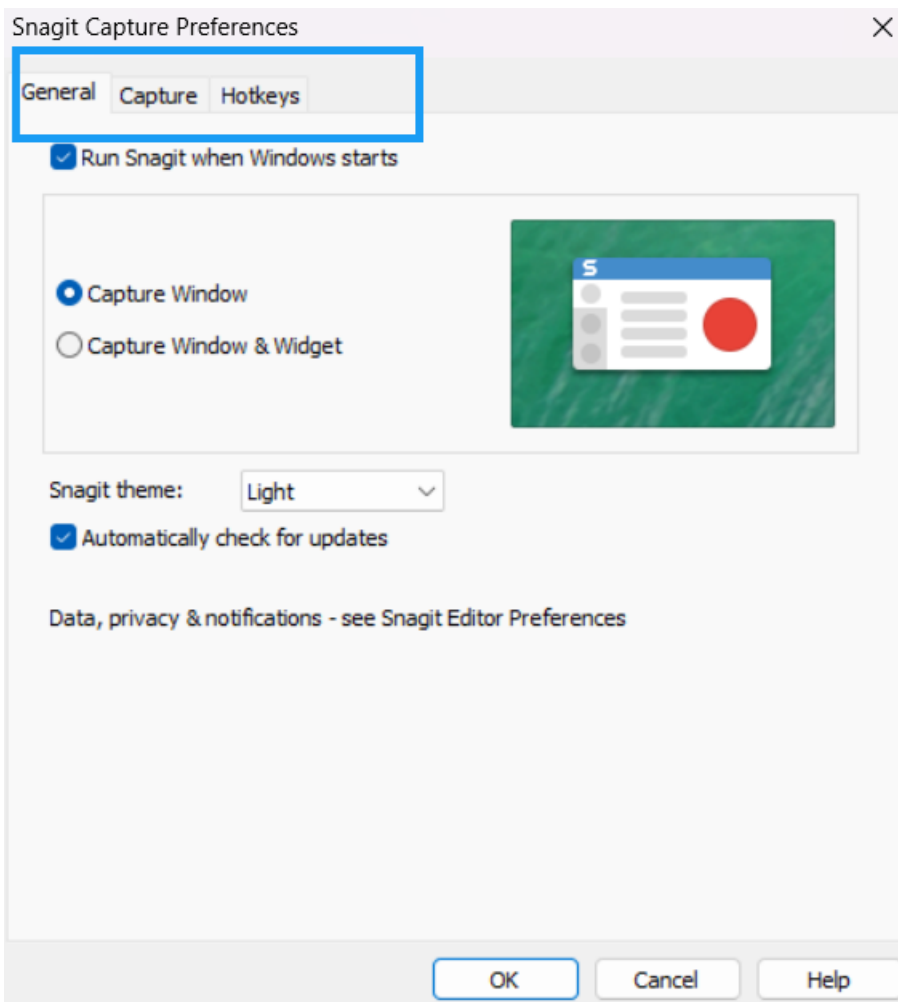 Snagit Capture Preferences
General Capture Hotkeys
Run Snagit when Windows starts
Capture Window
Capture Window & Widget
S
Snagit theme: Light
Automatically check for updates
Data, privacy & notifications - see Snagit Editor Preferences
OK Cancel Help